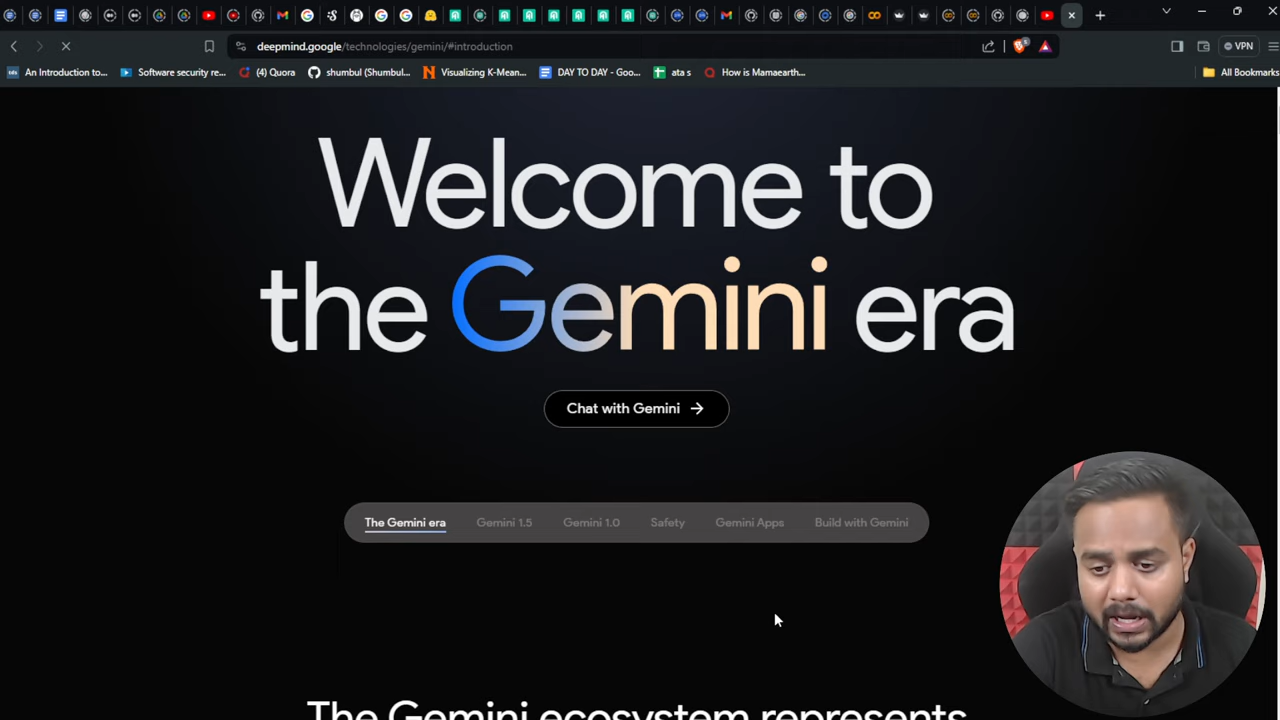 deepmind.google/technologies/gemini/#introduction
VPN
An Introduction to...
Software security re...
(4) Quora
shumbul (Shumbul...
Visualizing K-Mean...
DAY TO DAY - Goo...
ata s
How is Mamaearth...
All Bookmarks
Welcome to
the Gemini era
Chat with Gemini →
The Gemini era
Gemini 1.5
Gemini 1.0
Safety
Gemini Apps
Build with Gemini
The Gemini ecosystem represents